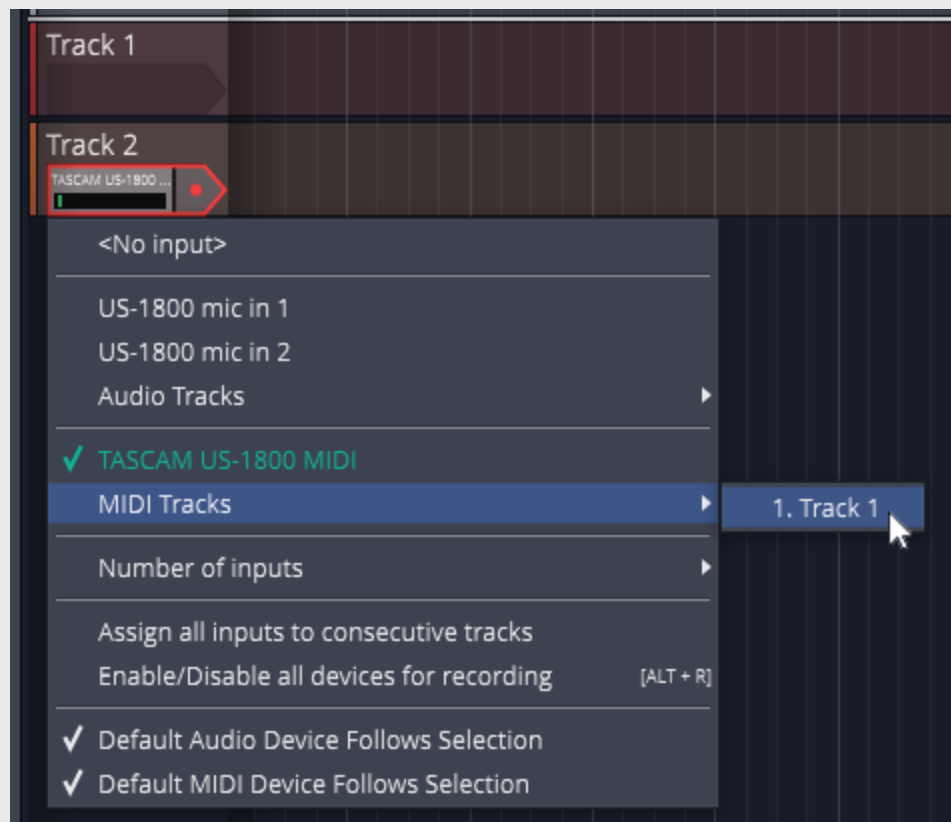 Track 1
Track 2
TASCAM US-1800 ...
<No input>
US-1800 mic in 1
US-1800 mic in 2
Audio Tracks
TASCAM US-1800 MIDI
MIDI Tracks
1. Track 1
Number of inputs
Assign all inputs to consecutive tracks
Enable/Disable all devices for recording [ALT + R]
Default Audio Device Follows Selection
Default MIDI Device Follows Selection